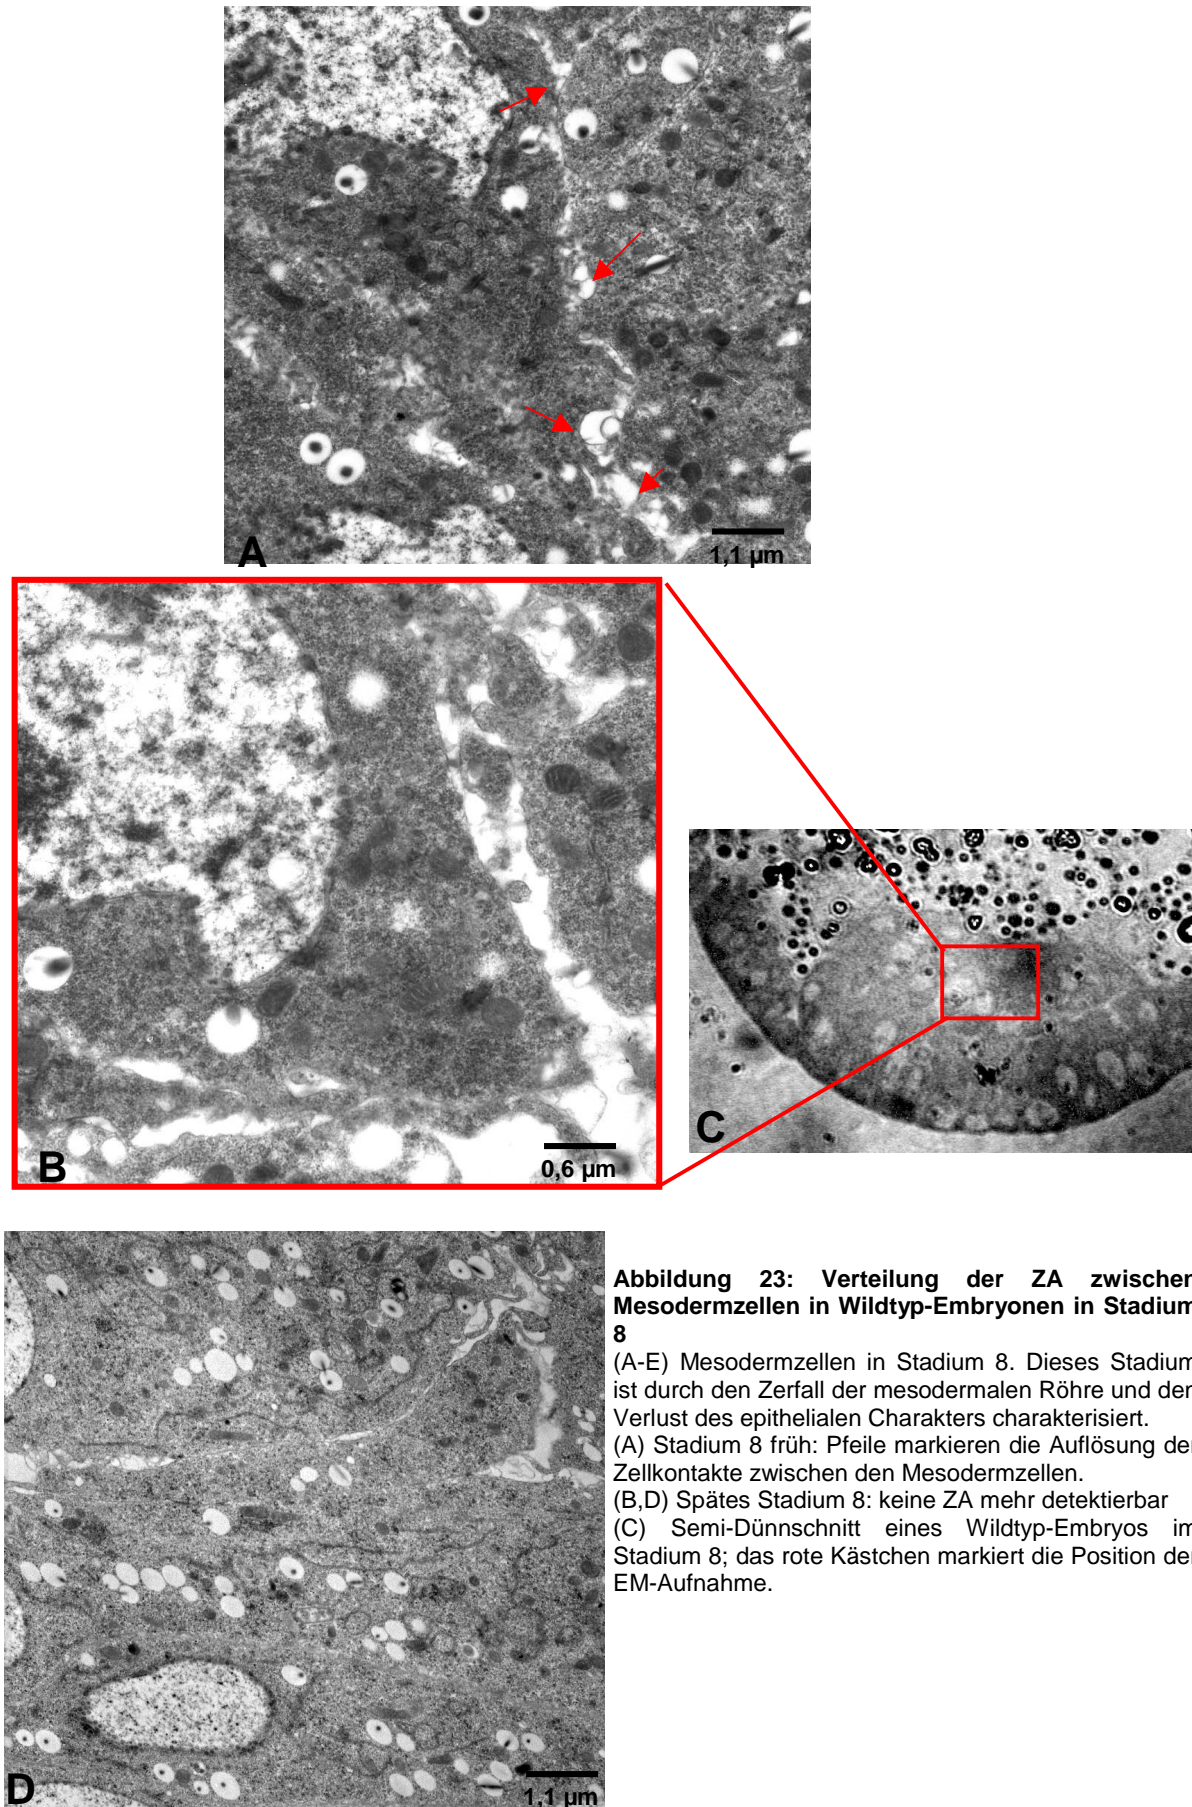 A
1,1 µm
B
0,6 µm
C
D
1,1 µm
Abbildung 23: Verteilung der ZA zwischen
Mesodermzellen in Wildtyp-Embryonen in Stadium
8
(A-E) Mesodermzellen in Stadium 8. Dieses Stadium
ist durch den Zerfall der mesodermalen Röhre und den
Verlust des epithelialen Charakters charakterisiert.
(A) Stadium 8 früh: Pfeile markieren die Auflösung der
Zellkontakte zwischen den Mesodermzellen.
(B,D) Spätes Stadium 8: keine ZA mehr detektierbar
(C) Semi-Dünnschnitt eines Wildtyp-Embryos im
Stadium 8; das rote Kästchen markiert die Position der
EM-Aufnahme.